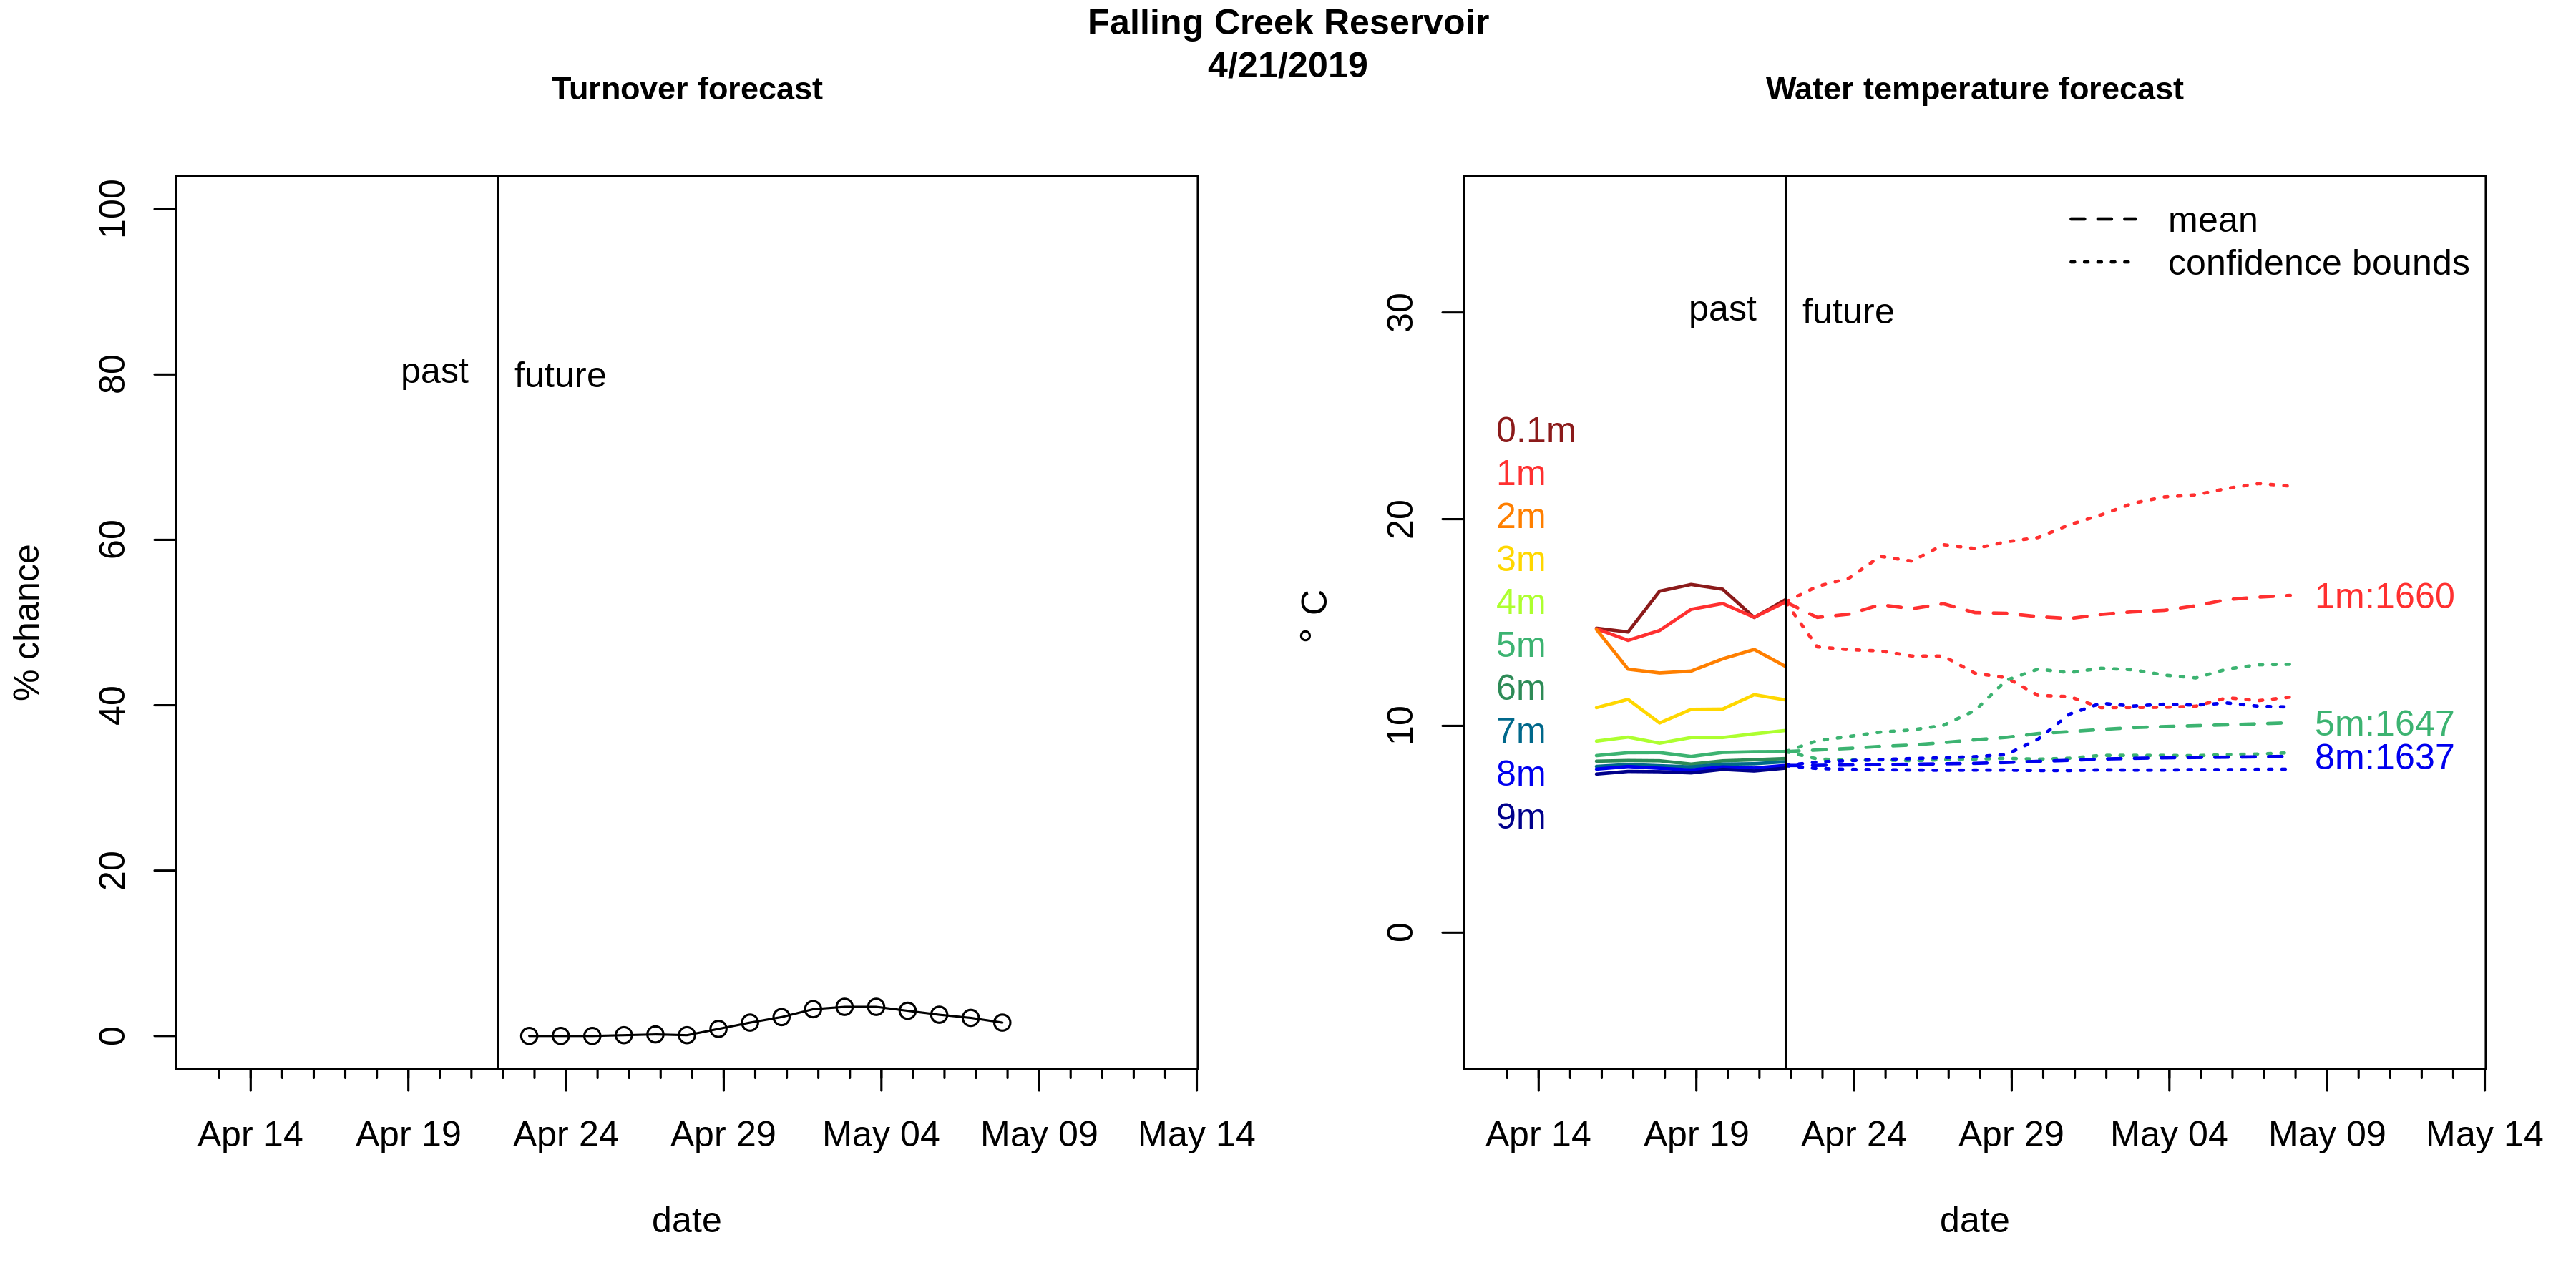 Falling Creek Reservoir
4/21/2019
Turnover forecast
% chance
100
80
60
40
20
0
past
future
Apr 14
Apr 19
Apr 24
Apr 29
May 04
May 09
May 14
date
Water temperature forecast
° C
30
20
10
0
mean
confidence bounds
past
future
0.1m
1m
2m
3m
4m
5m
6m
7m
8m
9m
1m:1660
5m:1647
8m:1637
Apr 14
Apr 19
Apr 24
Apr 29
May 04
May 09
May 14
date